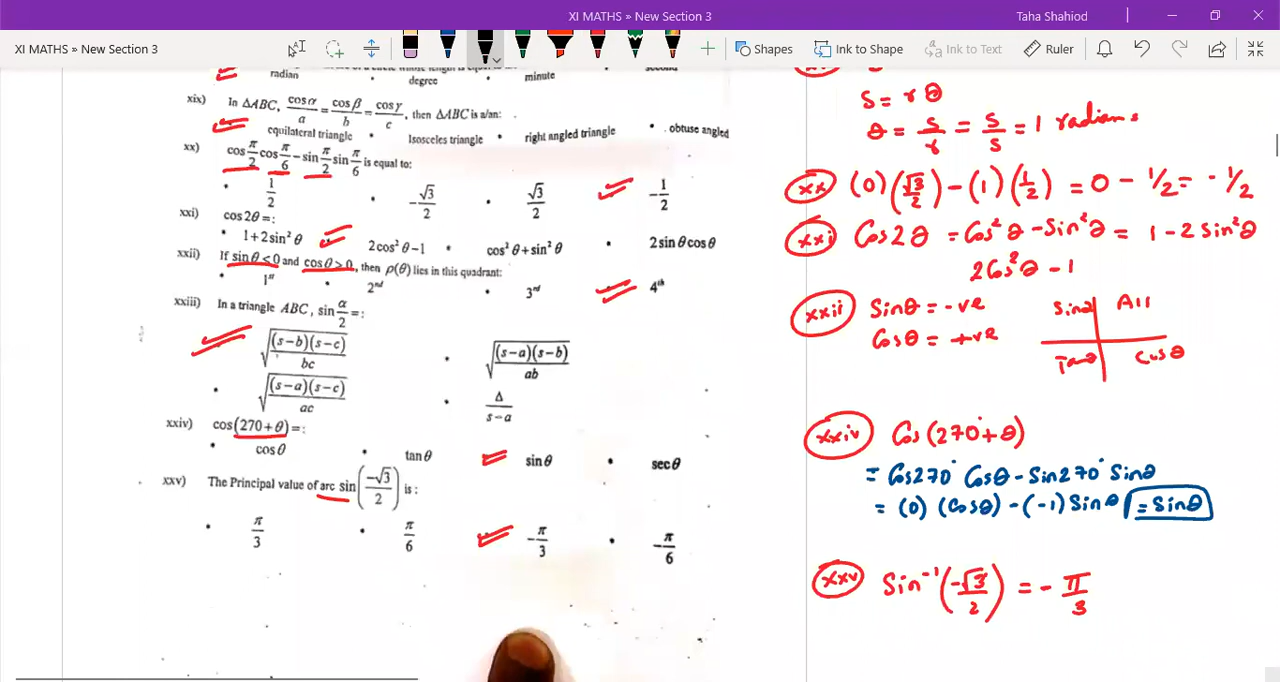 XI MATHS » New Section 3
Taha Shahiod
XI MATHS » New Section 3
Shapes
Ink to Shape
Ink to Text
Ruler
radian • degree • minute
xix) In ΔABC, cosα/a = cosβ/b = cosγ/c, then ΔABC is a/an:
equilateral triangle • Isosceles triangle • right angled triangle • obtuse angled
xx) cos π/2 cos π/6 – sin π/2 sin π/6 is equal to:
• 1/2 • -√3/2 • √3/2 -1/2
xxi) cos 2θ =:
• 1+2sin²θ 2cos²θ-1 • cos²θ+sin²θ • 2sinθcosθ
xxii) If sinθ<0 and cosθ>0, then ρ(θ) lies in this quadrant:
• 1st • 2nd • 3rd 4th
xxiii) In a triangle ABC, sin α/2 =:
√((s-b)(s-c)/bc) • √((s-a)(s-b)/ab)
• √((s-a)(s-c)/ac) • Δ/(s-a)
xxiv) cos(270+θ)=:
• cosθ • tanθ sinθ • secθ
xxv) The Principal value of arc sin(-√3/2) is:
• π/3 • π/6 -π/3 • -π/6
S = rθ
θ = s/r = s/s = 1 radians
xx (0)(√3/2) – (1)(1/2) = 0 – 1/2 = -1/2
xxi Cos2θ = Cos²θ – Sin²θ = 1 – 2Sin²θ
2Cos²θ – 1
xxii Sinθ = -ve
Cosθ = +ve
Sinθ All
Tanθ Cosθ
xxiv Cos(270°+θ)
= Cos270° Cosθ – Sin270° Sinθ
= (0) (Cosθ) – (-1) Sinθ = Sinθ
xxv Sin⁻¹(-√3/2) = -π/3